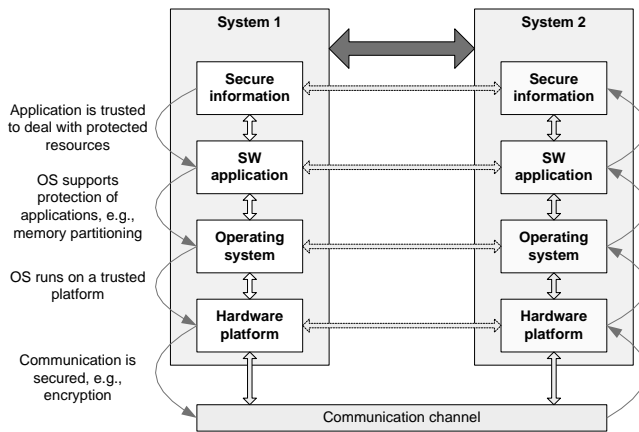 System 1
System 2
Secure
information
Secure
information
Application is trusted
to deal with protected
resources
SW
application
SW
application
OS supports
protection of
applications, e.g.,
memory partitioning
Operating
system
Operating
system
OS runs on a trusted
platform
Hardware
platform
Hardware
platform
Communication is
secured, e.g.,
encryption
Communication channel